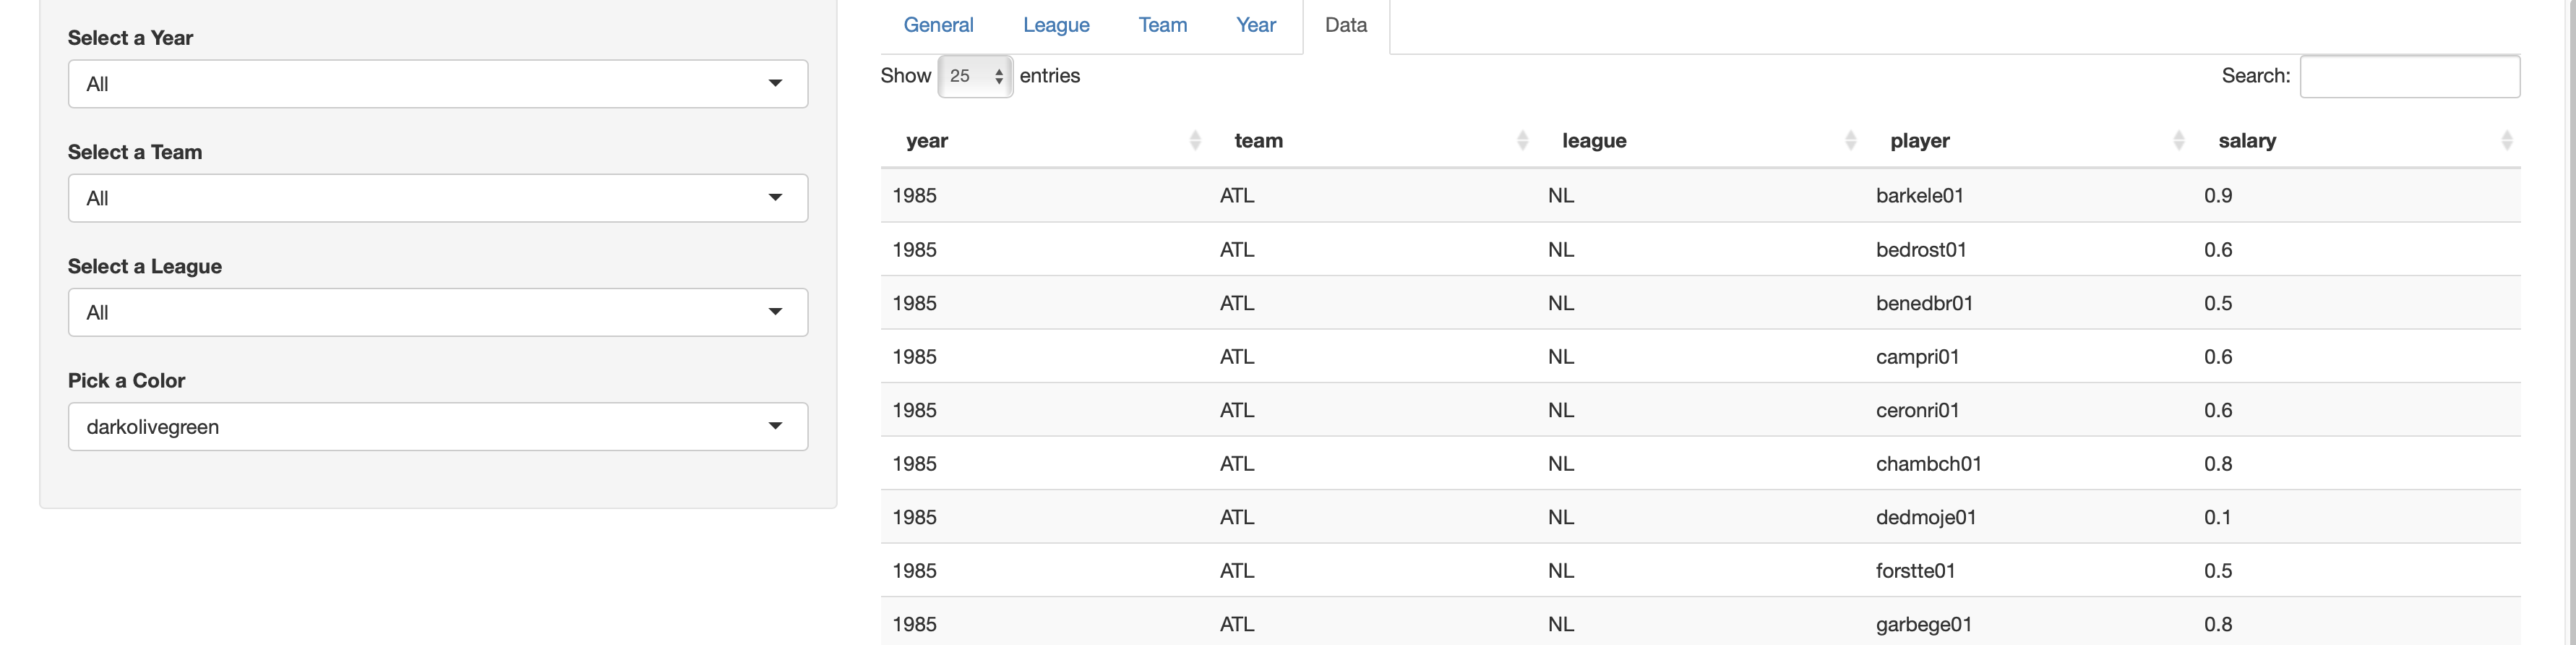 Select a Year
All
Select a Team
All
Select a League
All
Pick a Color
darkolivegreen
General League Team Year Data
Show 25 entries Search:
year team league player salary
1985 ATL NL barkele01 0.9
1985 ATL NL bedrost01 0.6
1985 ATL NL benedbr01 0.5
1985 ATL NL campri01 0.6
1985 ATL NL ceronri01 0.6
1985 ATL NL chambch01 0.8
1985 ATL NL dedmoje01 0.1
1985 ATL NL forstte01 0.5
1985 ATL NL garbege01 0.8